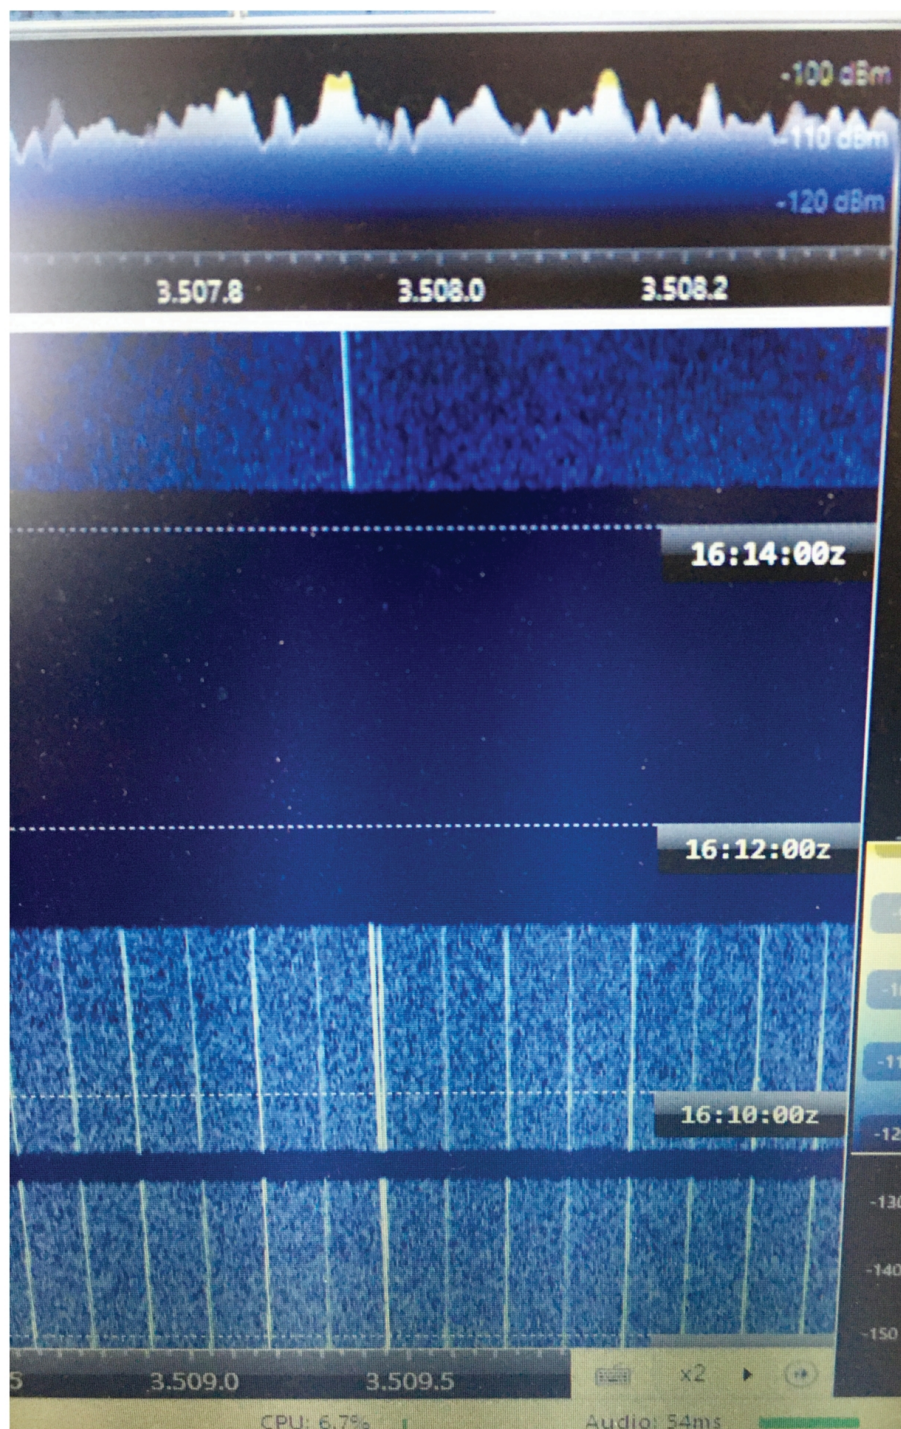 -100 dBm
-110 dBm
-120 dBm
3.507.8 3.508.0 3.508.2
16:14:00z
16:12:00z
16:10:00z
-130
-140
-150
5 3.509.0 3.509.5 x2
CPU: 6.7% Audio: 54ms